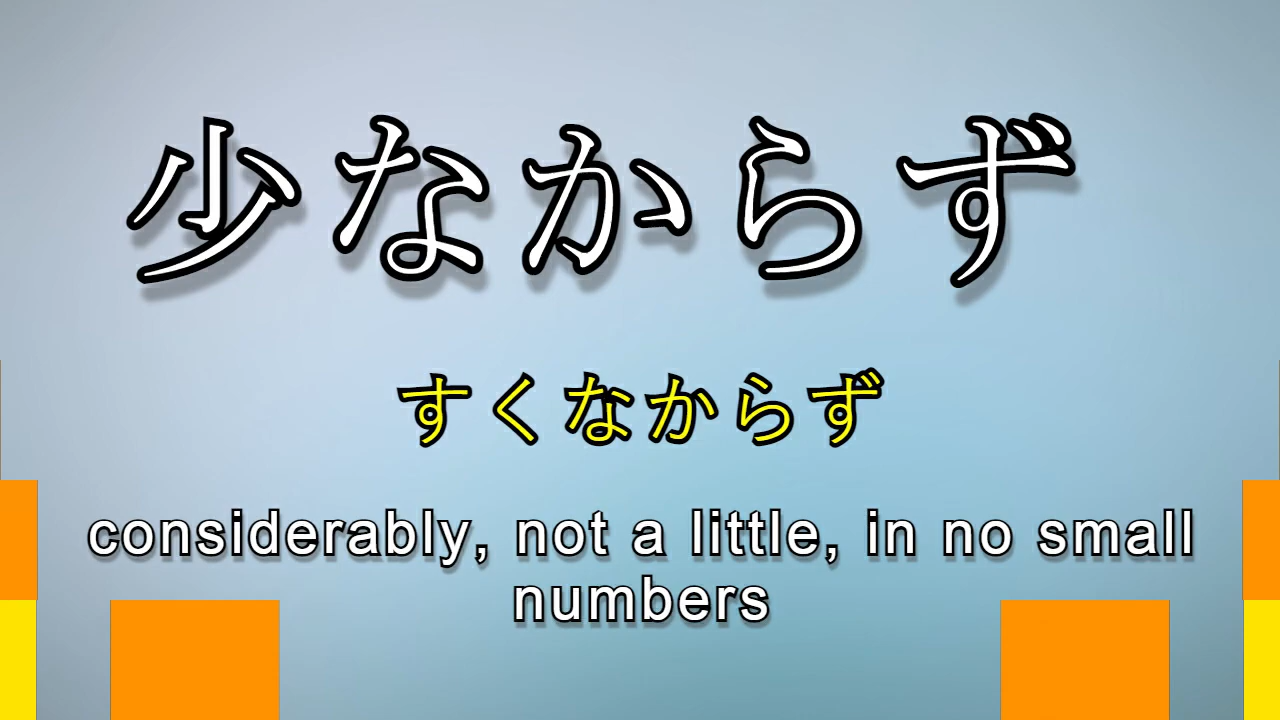 少なからず
すくなからず
considerably, not a little, in no small
numbers